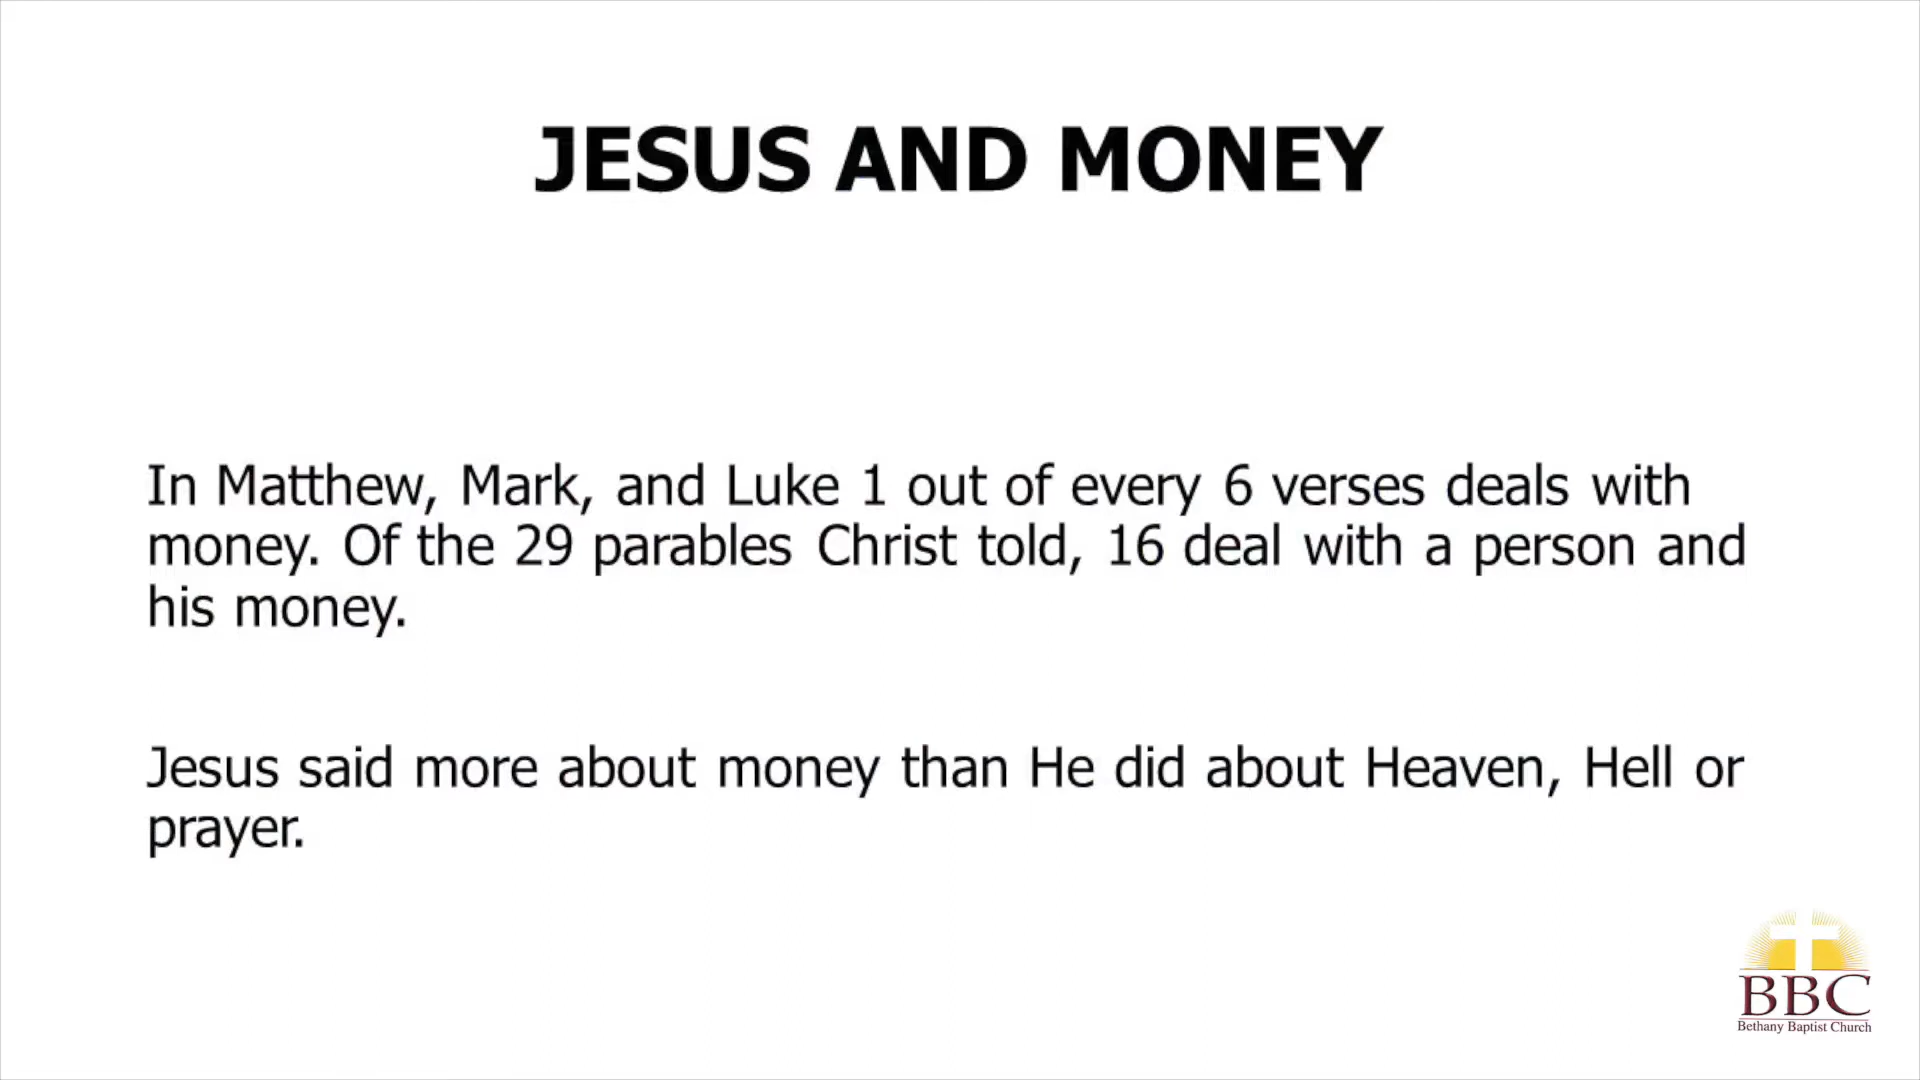 JESUS AND MONEY
In Matthew, Mark, and Luke 1 out of every 6 verses deals with
money. Of the 29 parables Christ told, 16 deal with a person and
his money.
Jesus said more about money than He did about Heaven, Hell or
prayer.
BBC
Bethany Baptist Church